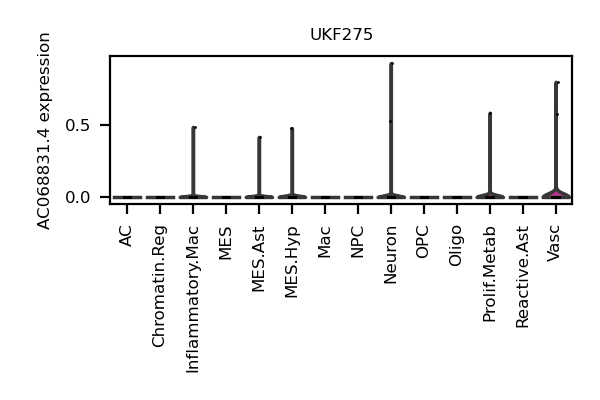 UKF275
AC068831.4 expression
0.5
0.0
AC
Chromatin.Reg
Inflammatory.Mac
MES
MES.Ast
MES.Hyp
Mac
NPC
Neuron
OPC
Oligo
Prolif.Metab
Reactive.Ast
Vasc